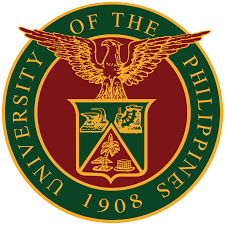 UNIVERSITY OF THE PHILIPPINES
1908